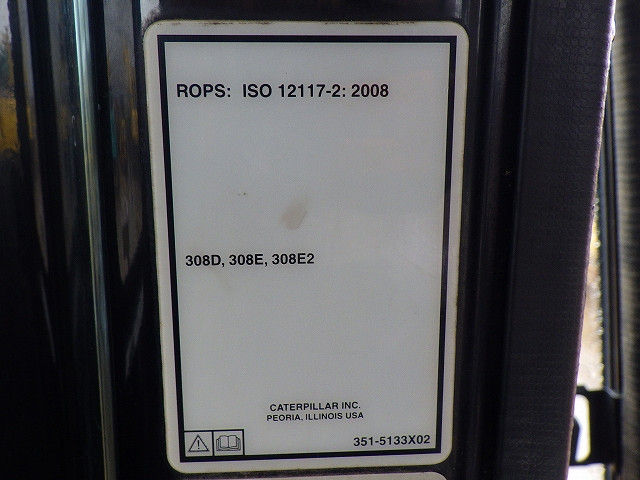 ROPS: ISO 12117-2: 2008
308D, 308E, 308E2
CATERPILLAR INC.
PEORIA, ILLINOIS USA
351-5133X02